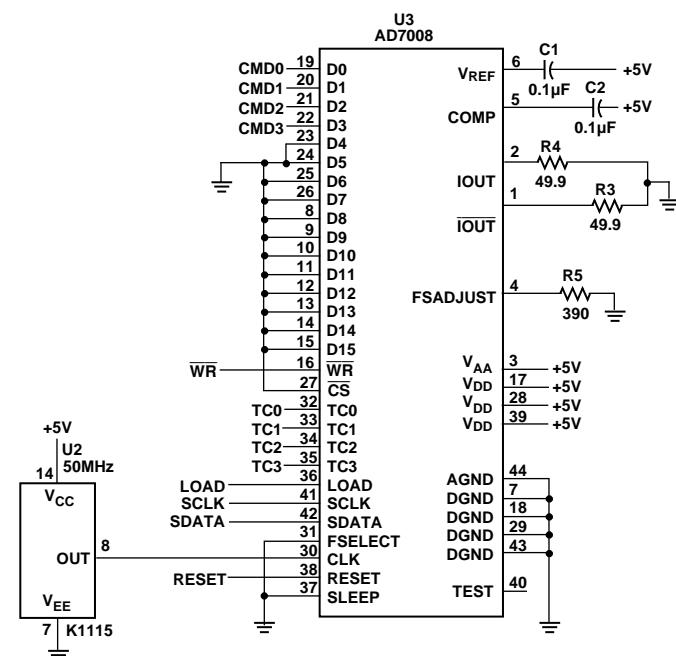 U3
AD7008
CMD0 19 D0
CMD1 20 D1
CMD2 21 D2
CMD3 22 D3
23 D4
24 D5
25 D6
26 D7
8 D8
9 D9
10 D10
11 D11
12 D12
13 D13
14 D14
15 D15
WR 16 WR
27 CS
TC0 32 TC0
TC1 33 TC1
TC2 34 TC2
TC3 35 TC3
LOAD 36 LOAD
SCLK 41 SCLK
SDATA 42 SDATA
31 FSELECT
30 CLK
RESET 38 RESET
37 SLEEP
VREF 6 C1 +5V
0.1µF
COMP 5 C2 +5V
0.1µF
IOUT 2 R4
49.9
IOUT 1 R3
49.9
FSADJUST 4 R5
390
VAA 3 +5V
VDD 17 +5V
VDD 28 +5V
VDD 39 +5V
AGND 44
DGND 7
DGND 18
DGND 29
DGND 43
TEST 40
+5V
U2
50MHz
14
VCC
OUT 8
VEE
7 K1115